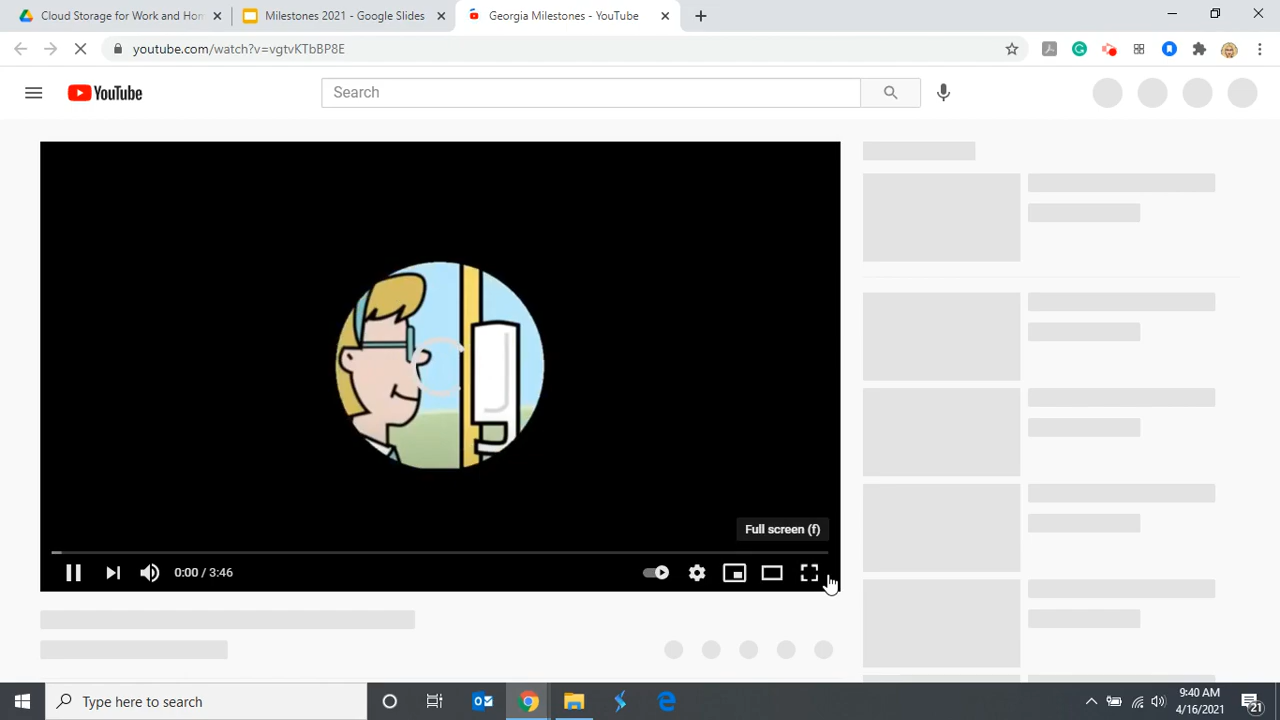 Cloud Storage for Work and Ho
Milestones 2021 - Google Slides
Georgia Milestones - YouTube
youtube.com/watch?v=vgtvKTbBP8E
YouTube
Search
Full screen (f)
0:00 / 3:46
Type here to search
9:40 AM
4/16/2021
21